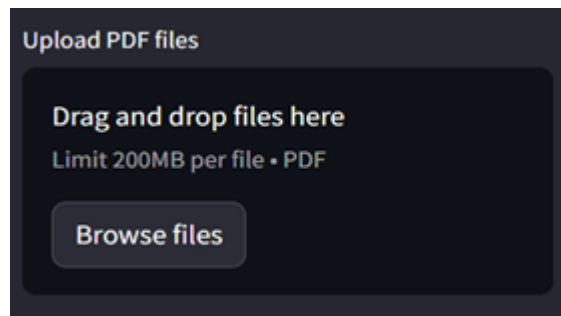 Upload PDF files
Drag and drop files here
Limit 200MB per file • PDF
Browse files